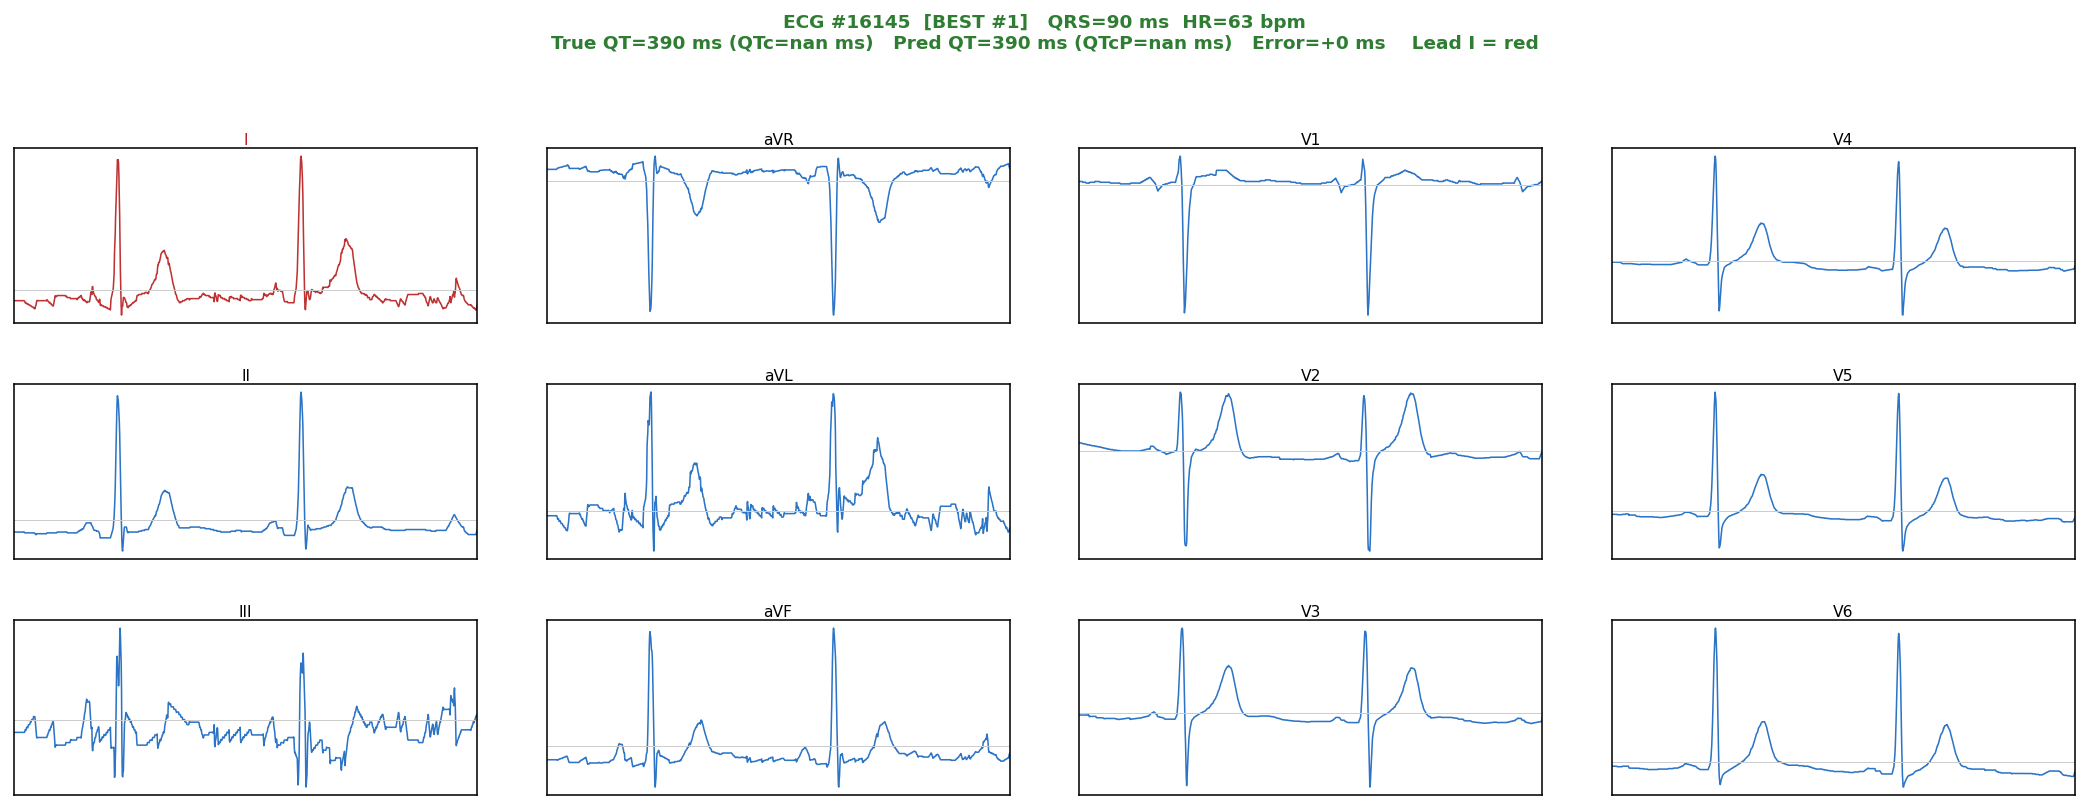 ECG #16145  [BEST #1]   QRS=90 ms  HR=63 bpm
True QT=390 ms (QTc=nan ms)   Pred QT=390 ms (QTcP=nan ms)   Error=+0 ms    Lead I = red
I
aVR
V1
V4
II
aVL
V2
V5
III
aVF
V3
V6